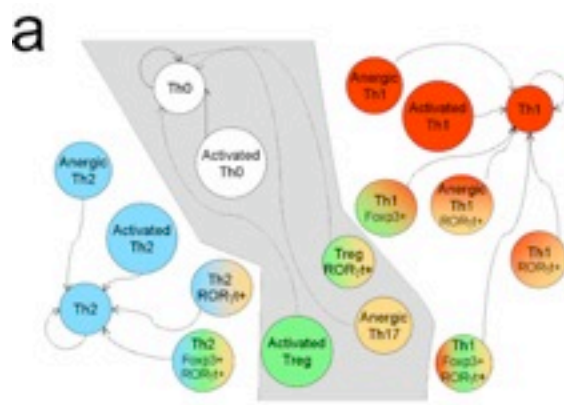 a
Th0
Activated
Th0
Anergic
Th1
Activated
Th1
Th1
Anergic
Th2
Activated
Th2
Th2
Th2
RORγt+
Th2
Foxp3+
RORγt+
Th1
Foxp3+
Anergic
Th1
RORγt+
Th1
RORγt+
Treg
RORγt+
Anergic
Th17
Activated
Treg
Th1
Foxp3+
RORγt+